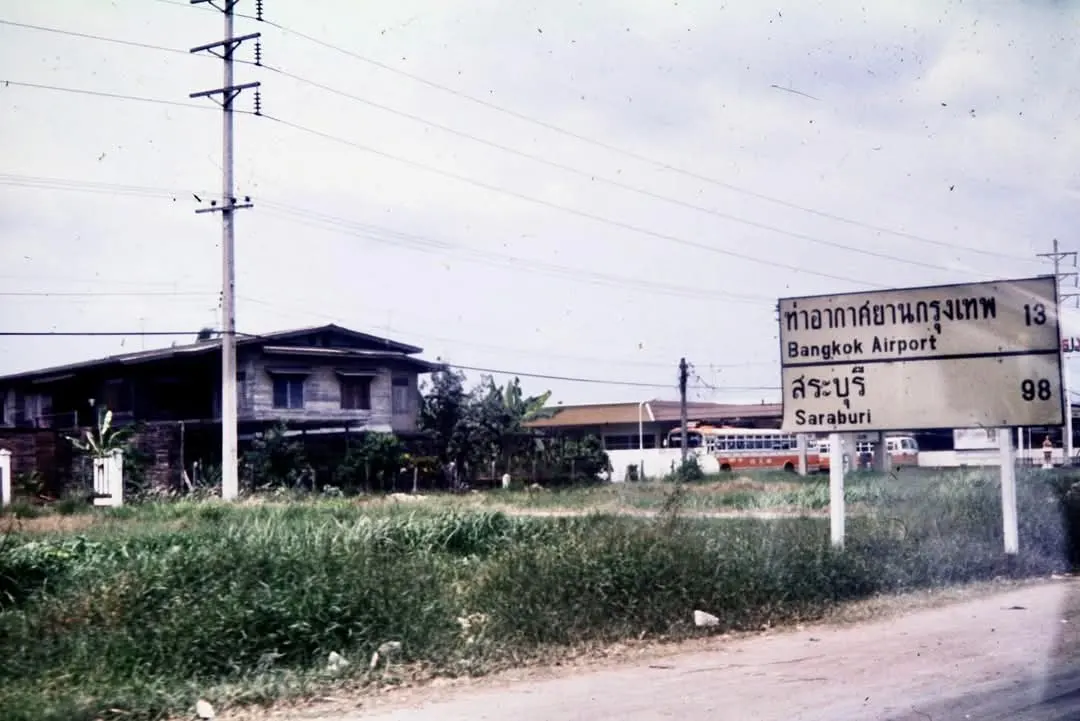 ท่าอากาศยานกรุงเทพ 13
Bangkok Airport
สระบุรี 98
Saraburi